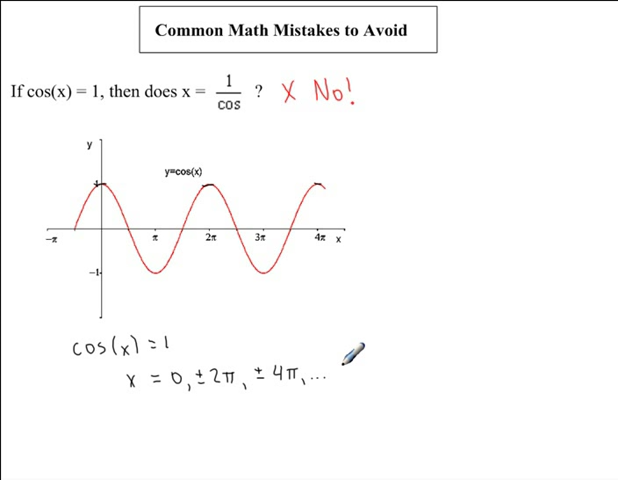 Common Math Mistakes to Avoid
If cos(x) = 1, then does x = 1/cos ? X No!
y
y=cos(x)
-π π 2π 3π 4π x
-1
cos(x) = 1
x = 0, ±2π, ±4π, ...